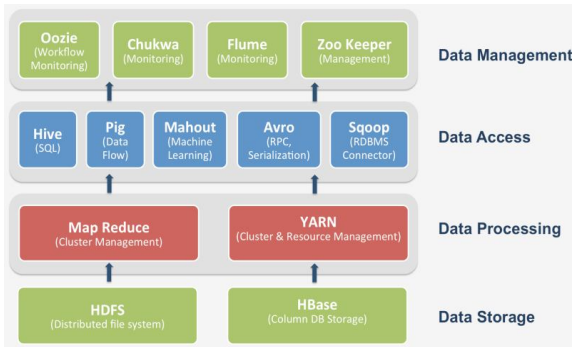 Oozie
(Workflow
Monitoring)
Chukwa
(Monitoring)
Flume
(Monitoring)
Zoo Keeper
(Management)
Data Management
Hive
(SQL)
Pig
(Data
Flow)
Mahout
(Machine
Learning)
Avro
(RPC,
Serialization)
Sqoop
(RDBMS
Connector)
Data Access
Map Reduce
(Cluster Management)
YARN
(Cluster & Resource Management)
Data Processing
HDFS
(Distributed file system)
HBase
(Column DB Storage)
Data Storage